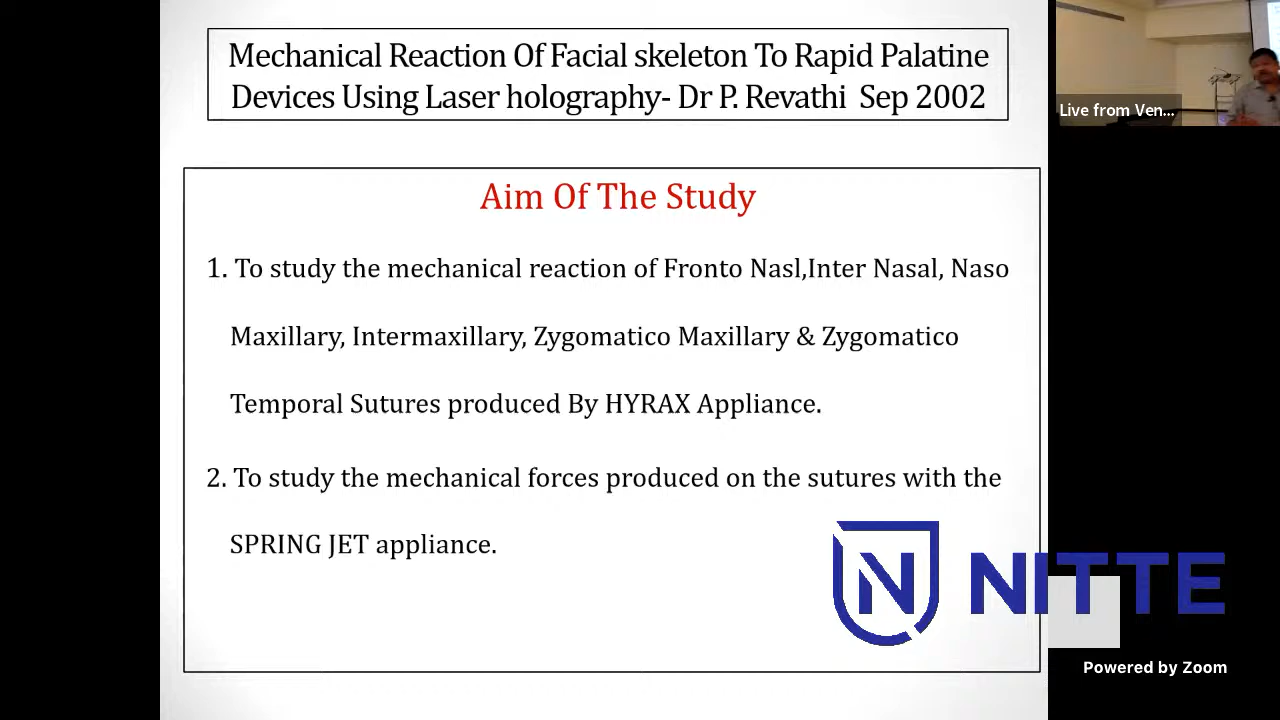 Mechanical Reaction Of Facial skeleton To Rapid Palatine
Devices Using Laser holography- Dr P. Revathi Sep 2002
Live from Ven...
Aim Of The Study
1. To study the mechanical reaction of Fronto Nasl,Inter Nasal, Naso
Maxillary, Intermaxillary, Zygomatico Maxillary & Zygomatico
Temporal Sutures produced By HYRAX Appliance.
2. To study the mechanical forces produced on the sutures with the
SPRING JET appliance.
N NITTE
Powered by Zoom